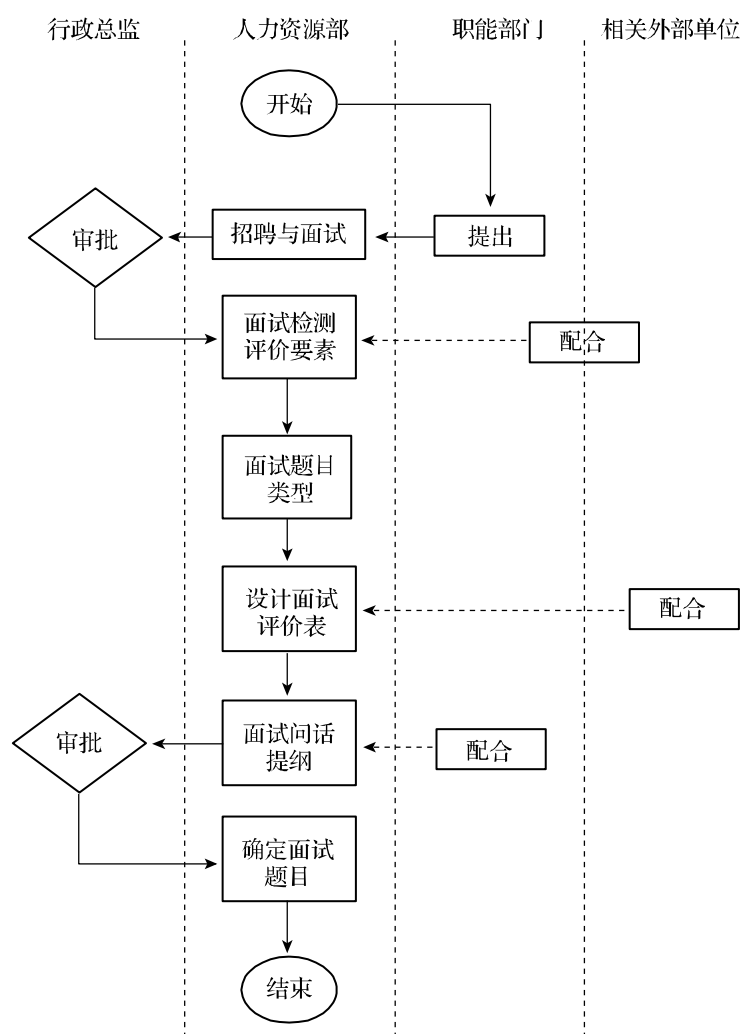 行政总监
人力资源部
职能部门
相关外部单位
开始
审批
招聘与面试
提出
面试检测
评价要素
配合
面试题目
类型
设计面试
评价表
配合
审批
面试问话
提纲
配合
确定面试
题目
结束